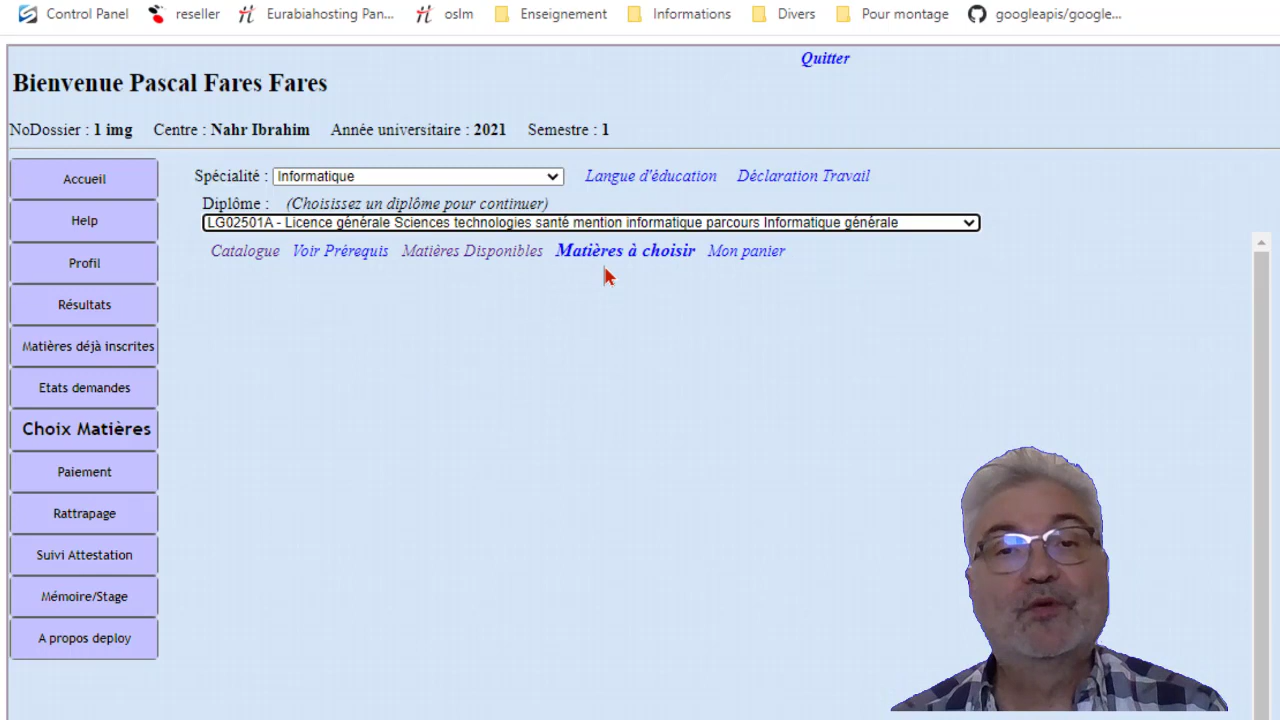 Control Panel reseller Eurabiahosting Pan... oslm Enseignement Informations Divers Pour montage googleapis/google...
Quitter
Bienvenue Pascal Fares Fares
NoDossier : 1 img Centre : Nahr Ibrahim Année universitaire : 2021 Semestre : 1
Accueil
Help
Profil
Résultats
Matières déjà inscrites
Etats demandes
Choix Matières
Paiement
Rattrapage
Suivi Attestation
Mémoire/Stage
A propos deploy
Spécialité : Informatique Langue d'éducation Déclaration Travail
Diplôme : (Choisissez un diplôme pour continuer)
LG02501A - Licence générale Sciences technologies santé mention informatique parcours Informatique générale
Catalogue Voir Prérequis Matières Disponibles Matières à choisir Mon panier